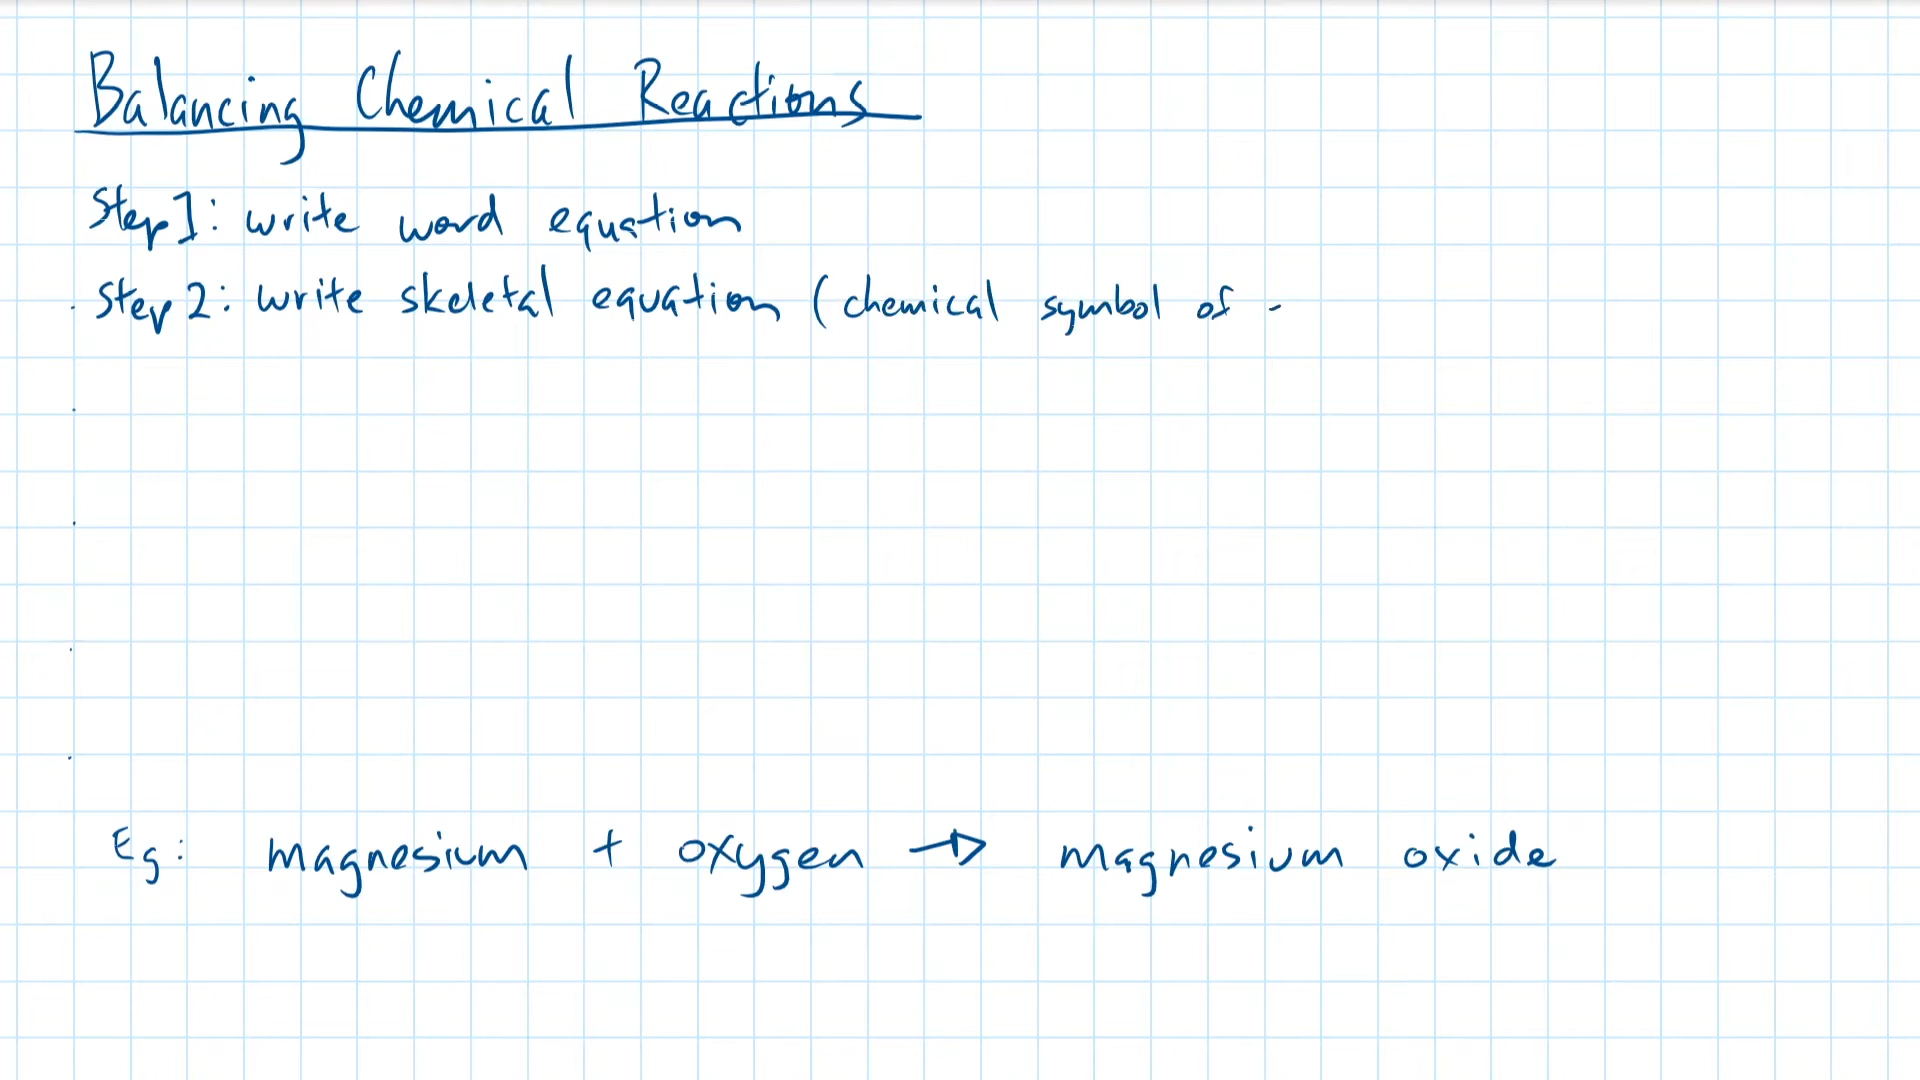 Balancing Chemical Reactions
Step 1: write word equation
Step 2: write skeletal equation (chemical symbol of -
Eg: magnesium + oxygen → magnesium oxide